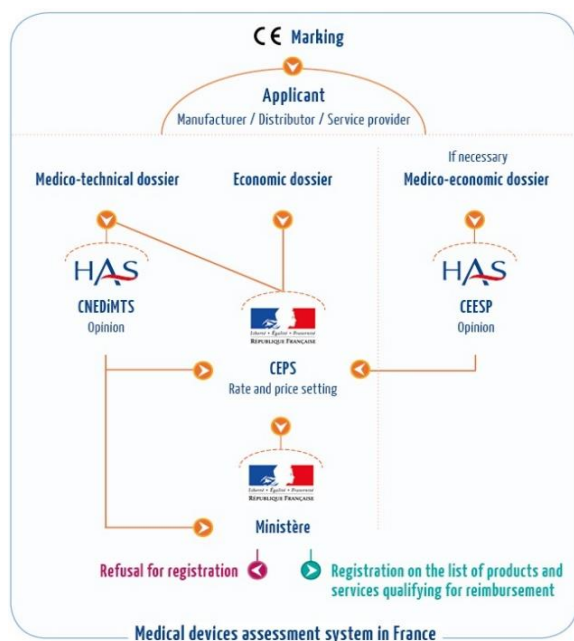 CE Marking
Applicant
Manufacturer / Distributor / Service provider
Medico-technical dossier
Economic dossier
If necessary
Medico-economic dossier
HAS
CNEDiMTS
Opinion
HAS
CEESP
Opinion
Liberté • Égalité • Fraternité
RÉPUBLIQUE FRANÇAISE
CEPS
Rate and price setting
Liberté • Égalité • Fraternité
RÉPUBLIQUE FRANÇAISE
Ministère
Refusal for registration
Registration on the list of products and
services qualifying for reimbursement
Medical devices assessment system in France